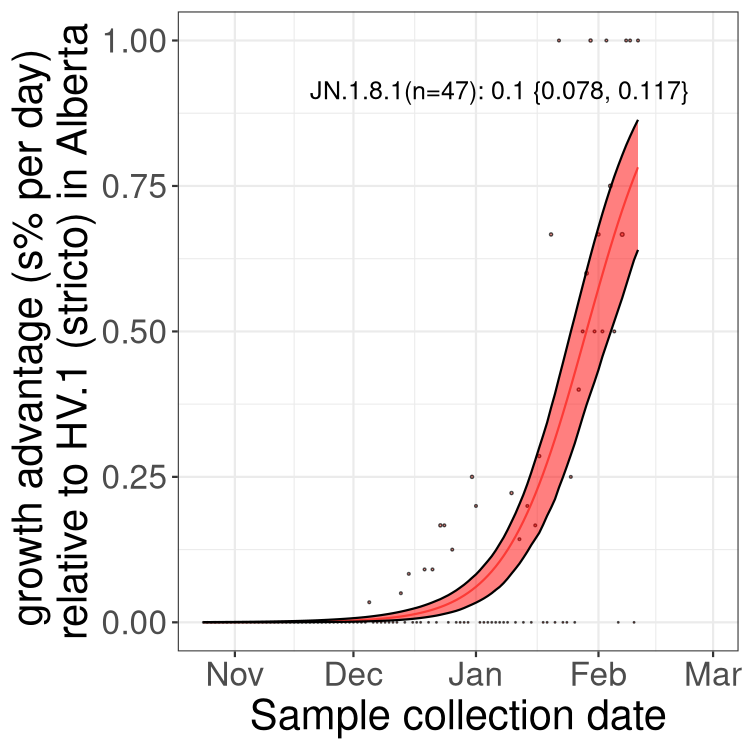 growth advantage (s% per day)
relative to HV.1 (stricto) in Alberta
1.00
0.75
0.50
0.25
0.00
JN.1.8.1(n=47): 0.1 {0.078, 0.117}
Nov Dec Jan Feb Mar
Sample collection date